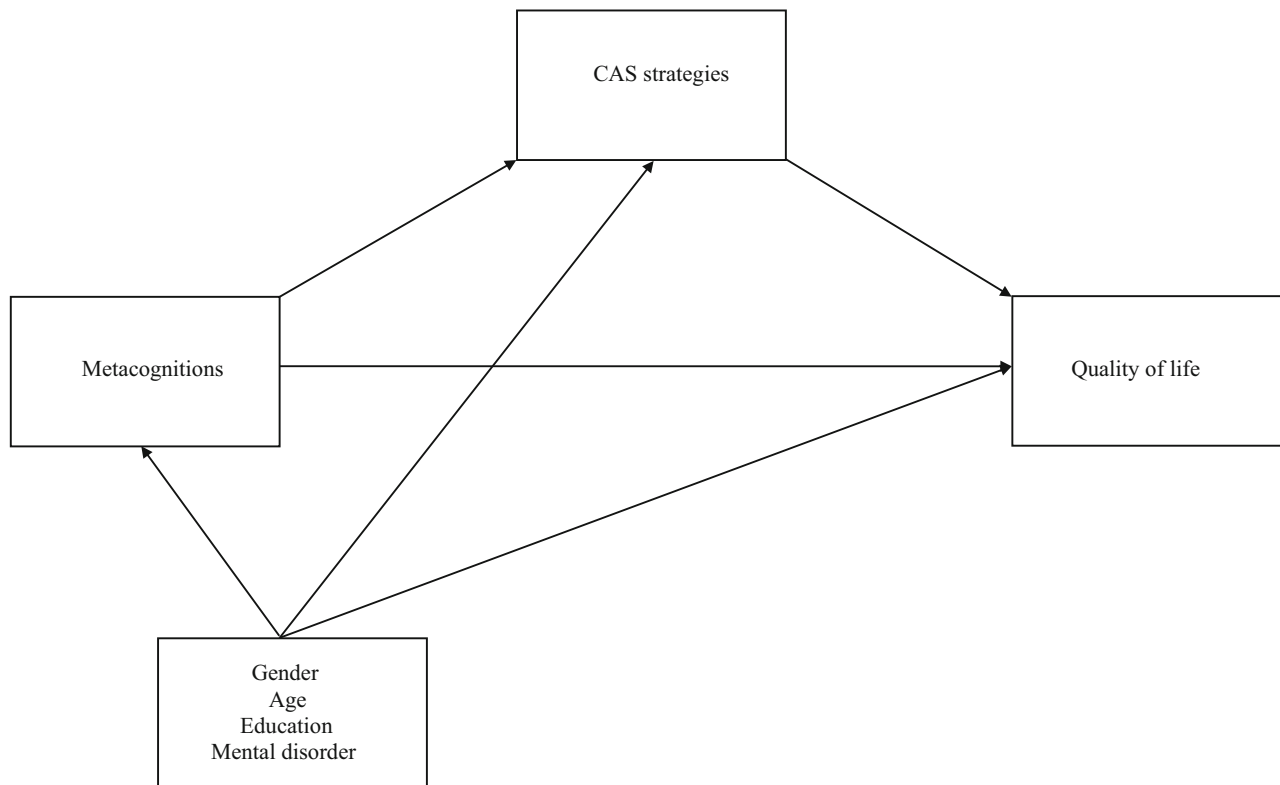 CAS strategies
Metacognitions
Quality of life
Gender
Age
Education
Mental disorder